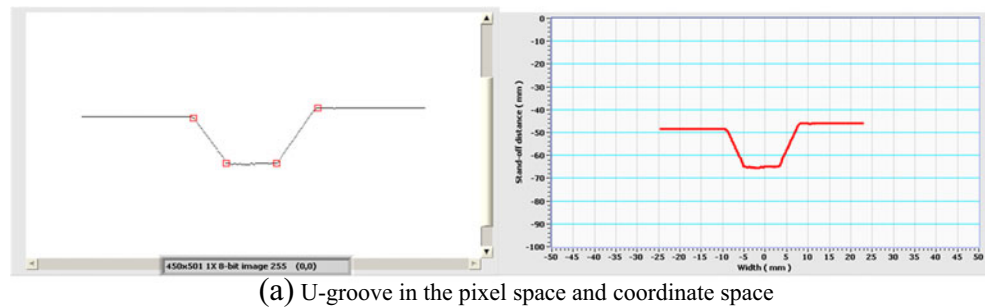 450x501 1X 8-bit image 255 (0,0)
Stand-off distance ( mm )
0
-10
-20
-30
-40
-50
-60
-70
-80
-90
-100
-50 -45 -40 -35 -30 -25 -20 -15 -10 -5 0 5 10 15 20 25 30 35 40 45 50
Width ( mm )
(a) U-groove in the pixel space and coordinate space